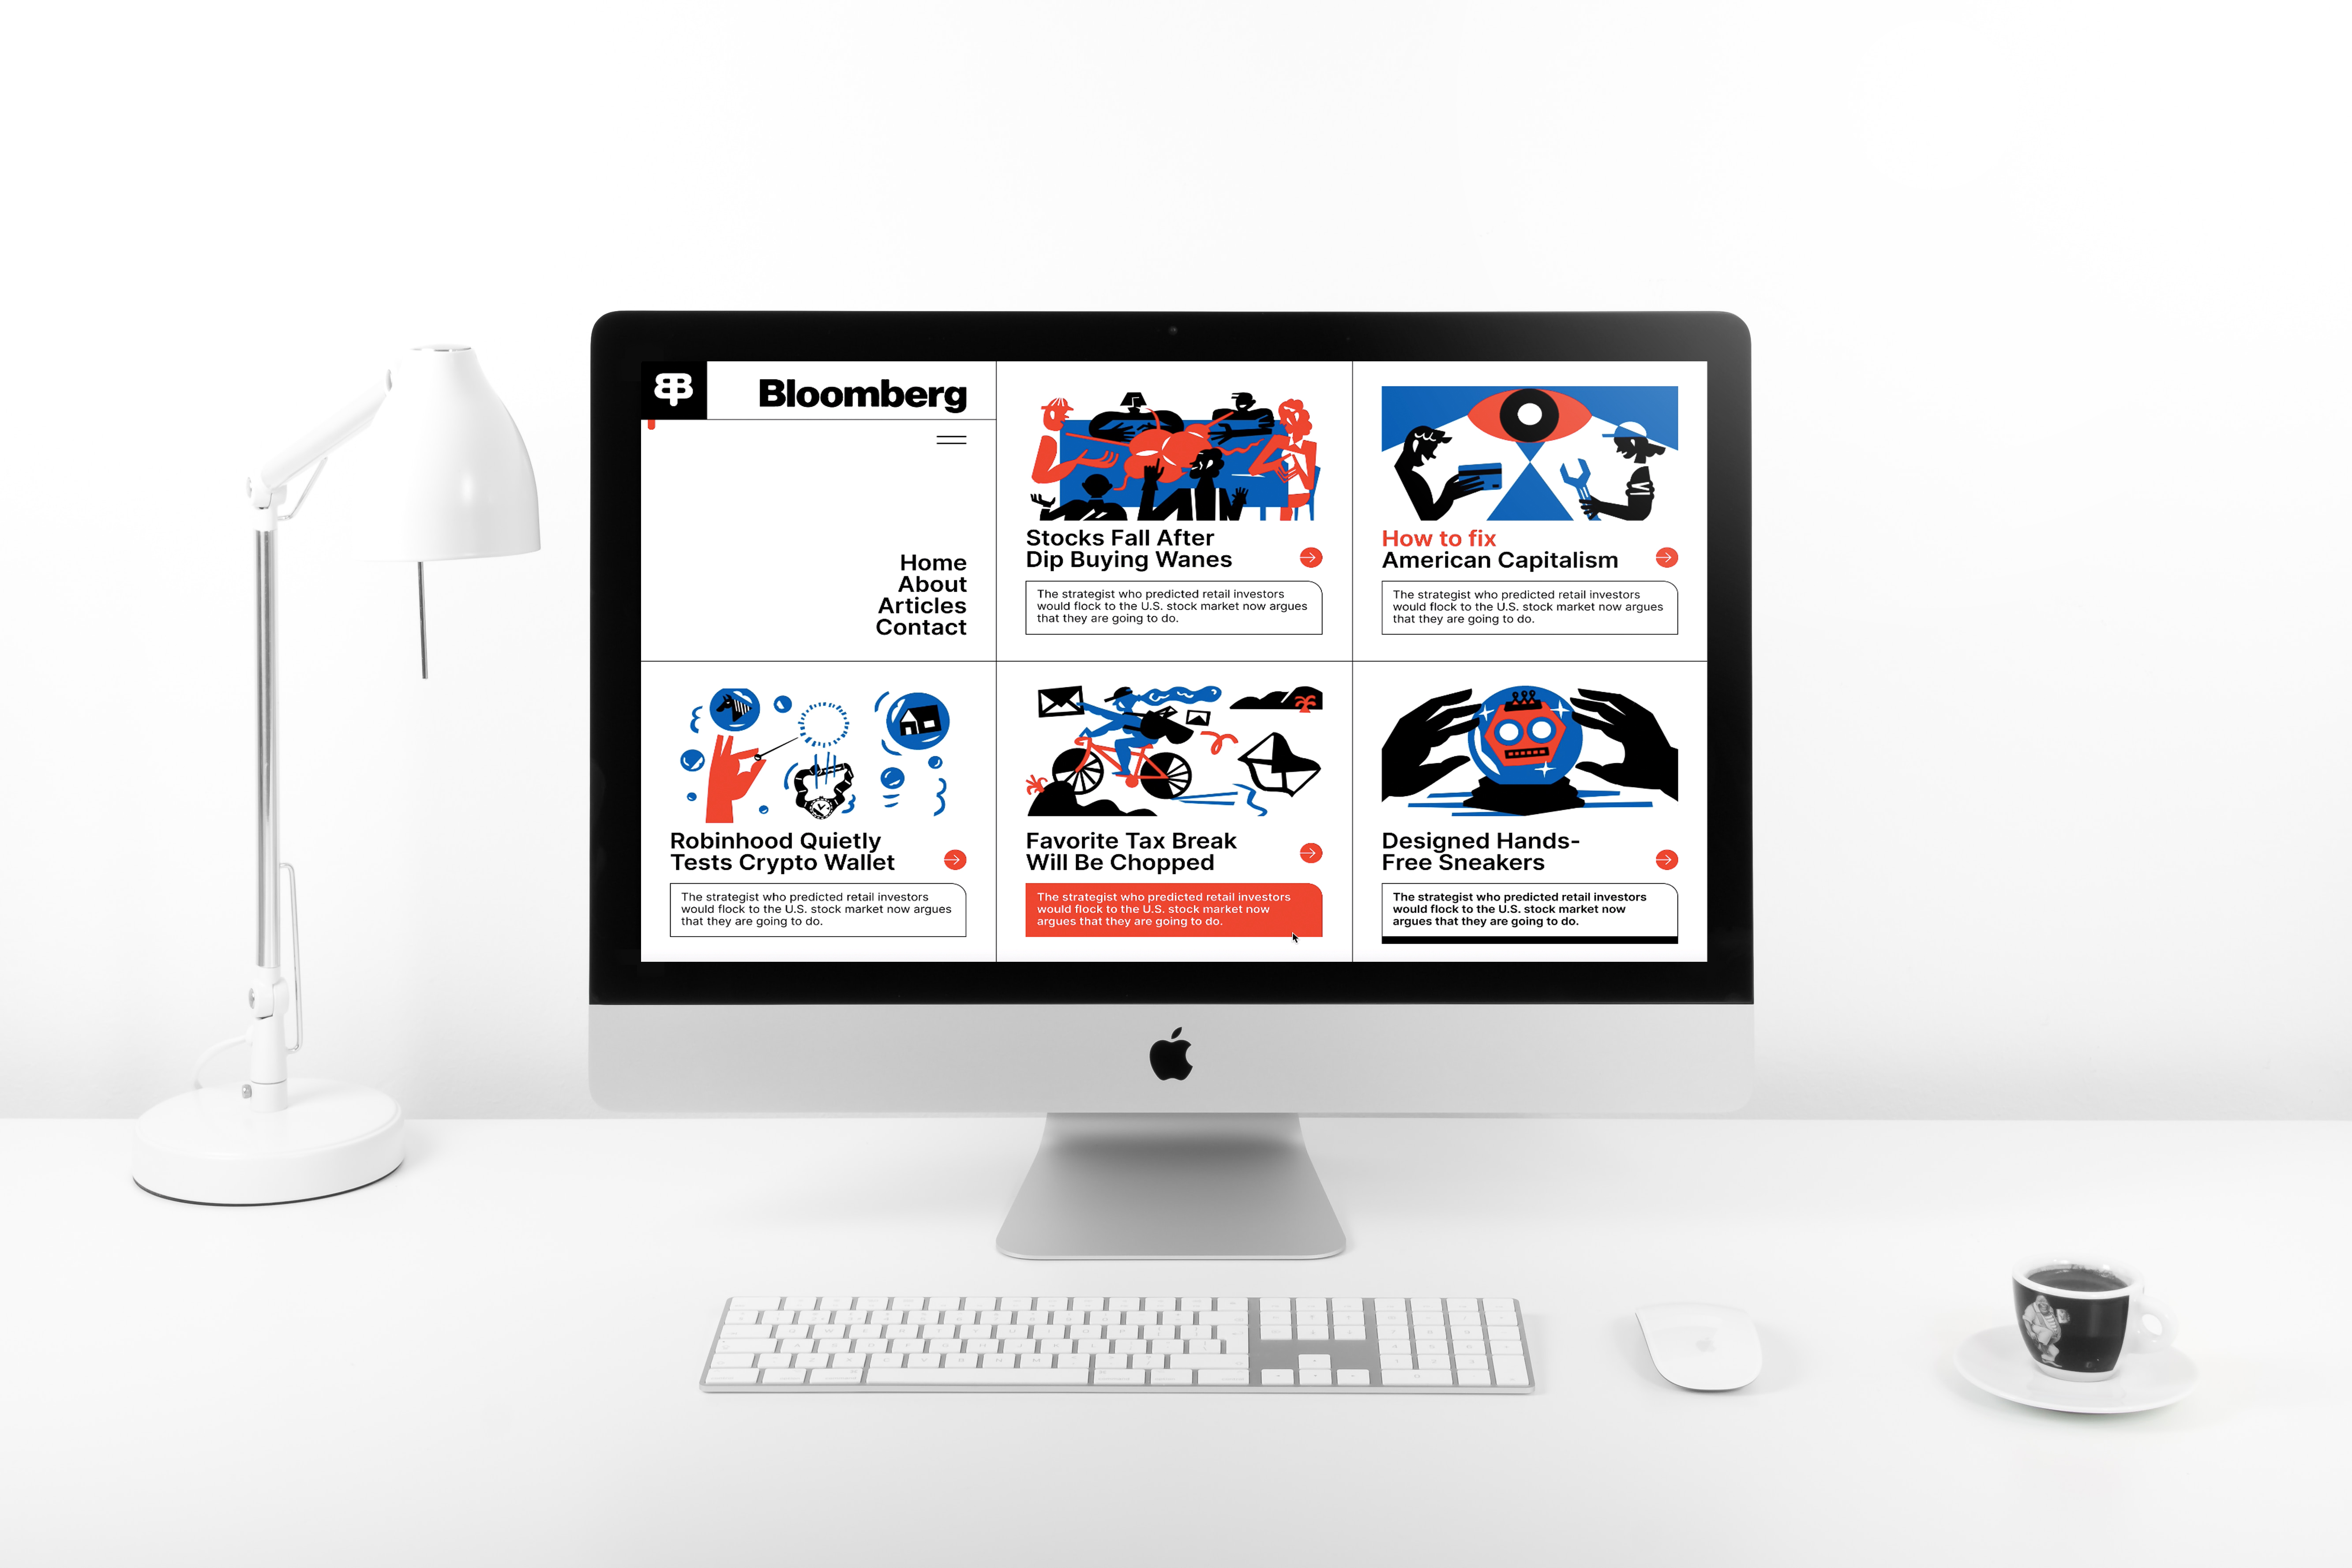 Bloomberg
Home
About
Articles
Contact
Stocks Fall After
Dip Buying Wanes
The strategist who predicted retail investors
would flock to the U.S. stock market now argues
that they are going to do.
How to fix
American Capitalism
The strategist who predicted retail investors
would flock to the U.S. stock market now argues
that they are going to do.
Robinhood Quietly
Tests Crypto Wallet
The strategist who predicted retail investors
would flock to the U.S. stock market now argues
that they are going to do.
Favorite Tax Break
Will Be Chopped
The strategist who predicted retail investors
would flock to the U.S. stock market now
argues that they are going to do.
Designed Hands-
Free Sneakers
The strategist who predicted retail investors
would flock to the U.S. stock market now
argues that they are going to do.